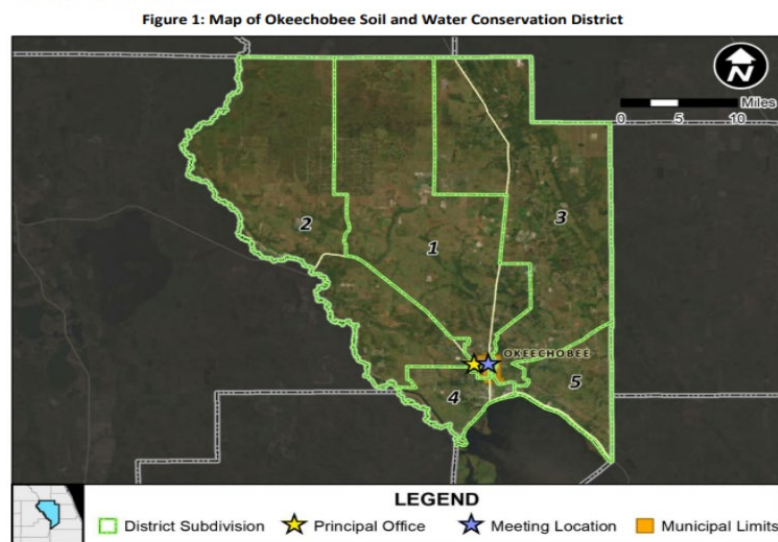 Figure 1: Map of Okeechobee Soil and Water Conservation District
N
Miles
0 5 10
2
1
3
OKEECHOBEE
4
5
LEGEND
District Subdivision Principal Office Meeting Location Municipal Limits